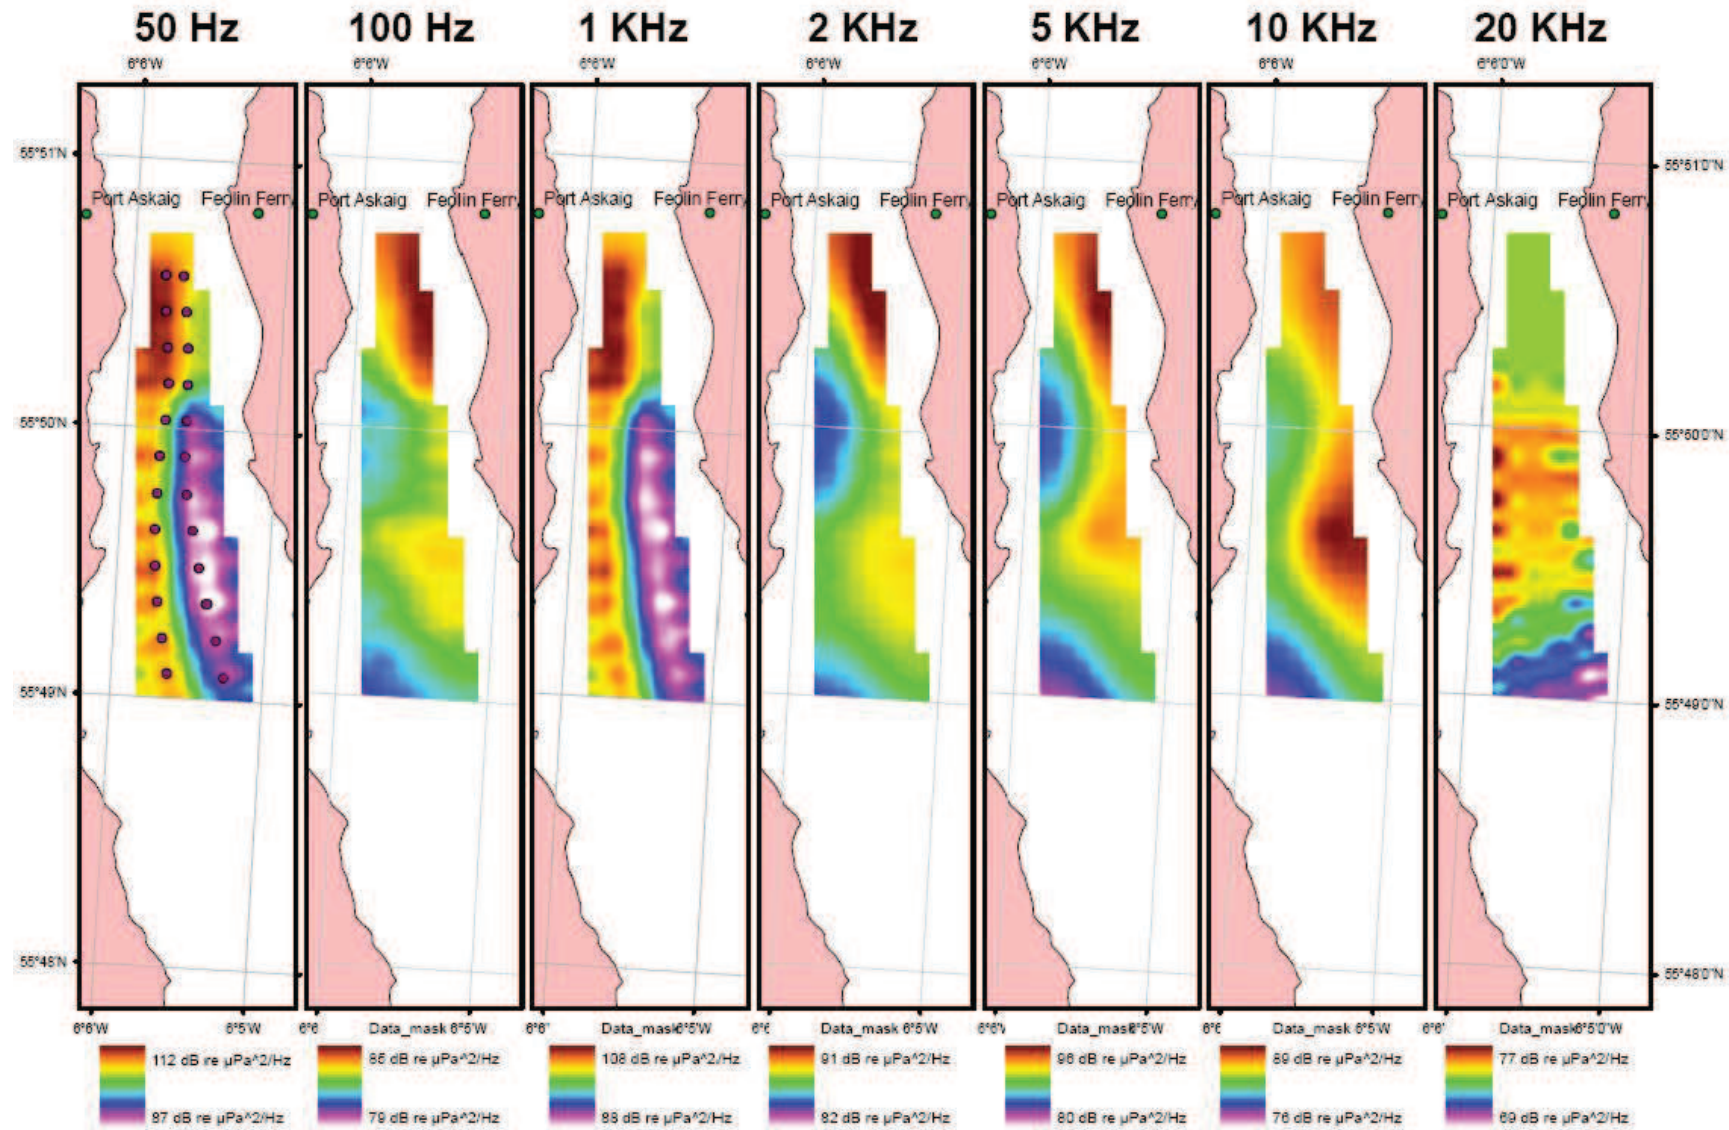 50 Hz 100 Hz 1 KHz 2 KHz 5 KHz 10 KHz 20 KHz
6°6'W 6°6'W 6°6'W 6°6'W 6°6'W 6°6'W 6°6'0"W
55°51'N 55°51'0"N
Port Askaig Feolin Ferry Port Askaig Feolin Ferry Port Askaig Feolin Ferry Port Askaig Feolin Ferry Port Askaig Feolin Ferry Port Askaig Feolin Ferry Port Askaig Feolin Ferry
55°50'N 55°50'0"N
55°49'N 55°49'0"N
55°48'N 55°48'0"N
6°6'W 6°5'W Data_mask 6°5'W Data_mask 6°5'W 6°5'W 6°5'W 6°5'W 6°5'0"W
112 dB re µPa^2/Hz 85 dB re µPa^2/Hz 108 dB re µPa^2/Hz 91 dB re µPa^2/Hz 96 dB re µPa^2/Hz 89 dB re µPa^2/Hz 77 dB re µPa^2/Hz
87 dB re µPa^2/Hz 79 dB re µPa^2/Hz 88 dB re µPa^2/Hz 82 dB re µPa^2/Hz 80 dB re µPa^2/Hz 76 dB re µPa^2/Hz 69 dB re µPa^2/Hz